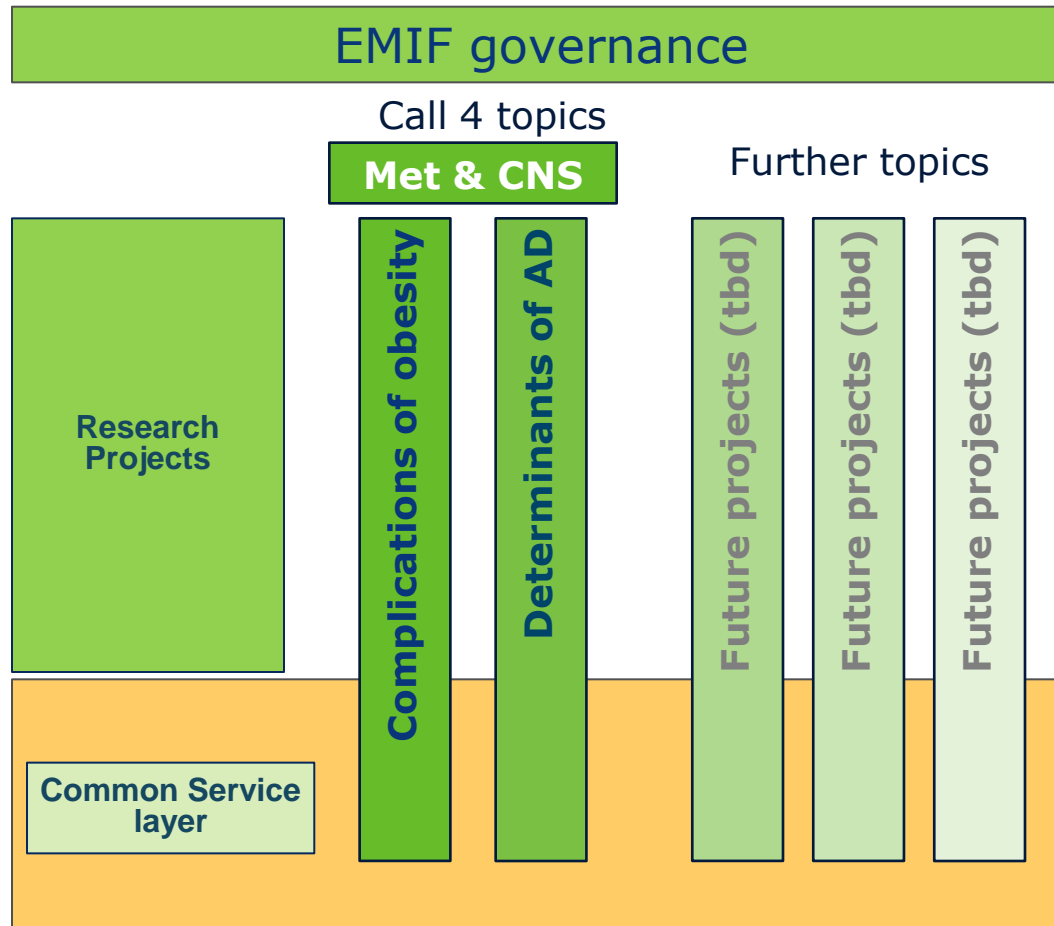 EMIF governance
Call 4 topics
Met & CNS
Further topics
Research
Projects
Complications of obesity
Determinants of AD
Future projects (tbd)
Future projects (tbd)
Future projects (tbd)
Common Service
layer